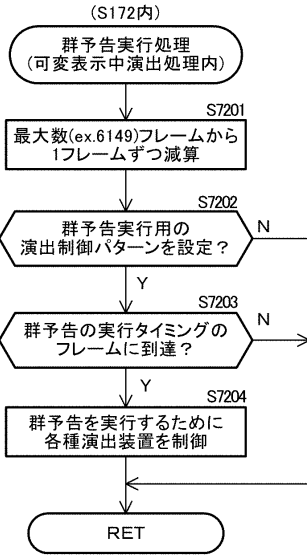 (S172内)
群予告実行処理
(可変表示中演出処理内)
S7201
最大数(ex.6149)フレームから
1フレームずつ減算
S7202
群予告実行用の
演出制御パターンを設定?
N
Y
S7203
群予告の実行タイミングの
フレームに到達?
N
Y
S7204
群予告を実行するために
各種演出装置を制御
RET